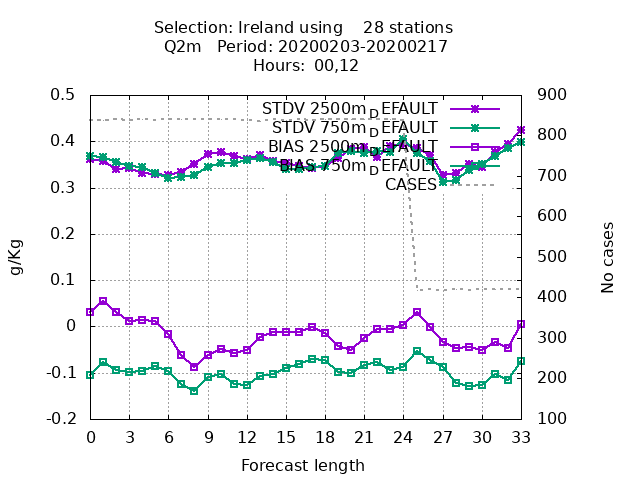 Selection: Ireland using    28 stations
Q2m   Period: 20200203-20200217
Hours:  00,12
0.5
0.4
0.3
0.2
0.1
0
-0.1
-0.2
g/Kg
STDV 2500m_DEFAULT
STDV 750m_DEFAULT
BIAS 2500m_DEFAULT
BIAS 750m_DEFAULT
CASES
900
800
700
600
500
400
300
200
100
No cases
0 3 6 9 12 15 18 21 24 27 30 33
Forecast length